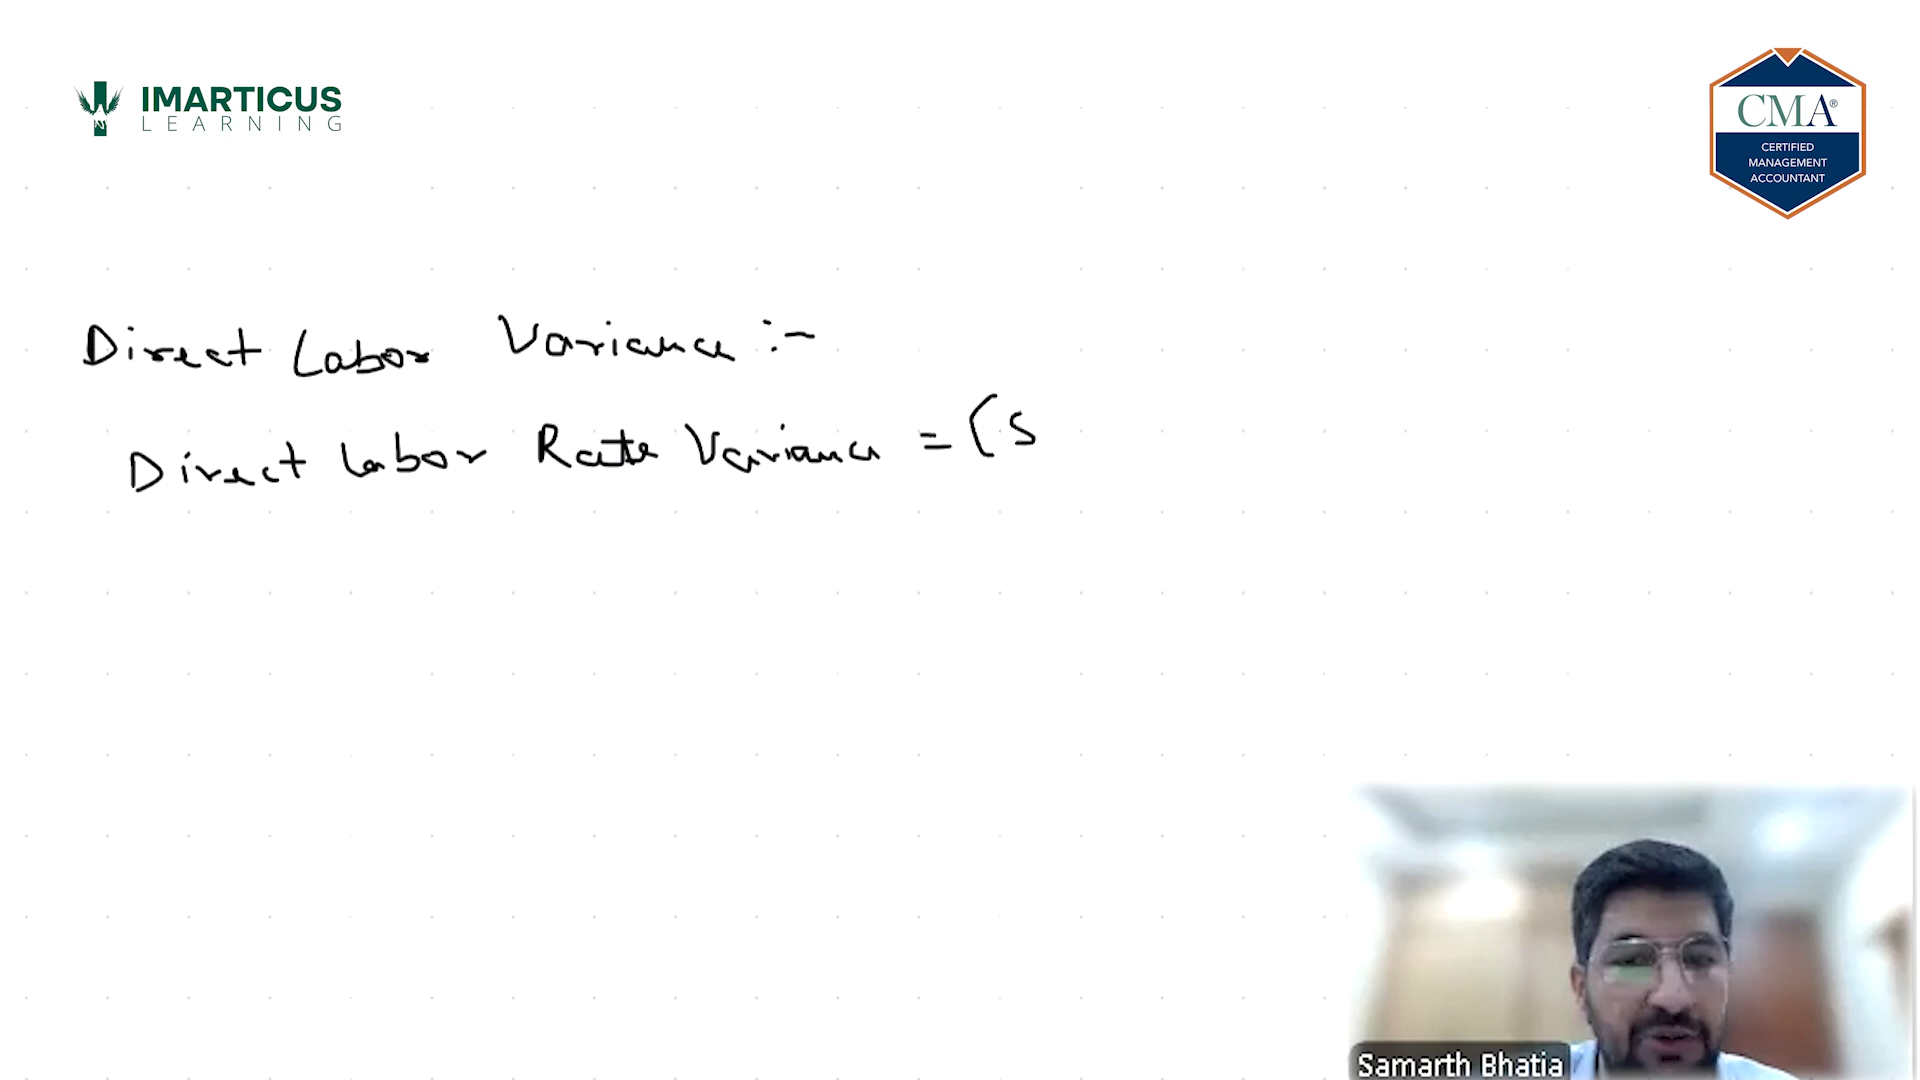 IMARTICUS
LEARNING
CMA®
CERTIFIED
MANAGEMENT
ACCOUNTANT
Direct Labor Variance :-
Direct Labor Rate Variance = (S
Samarth Bhatia